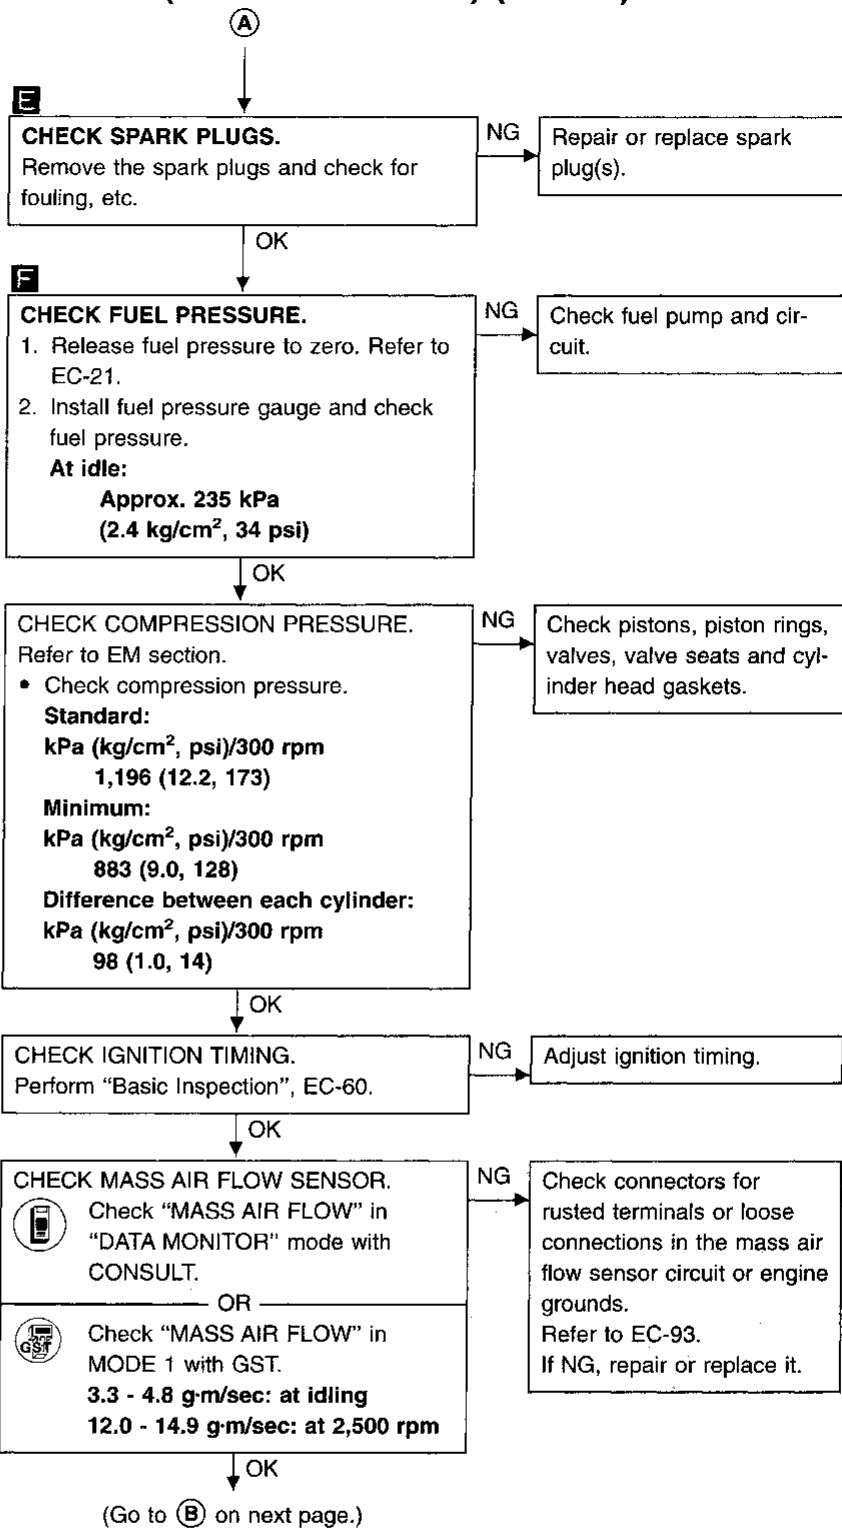 A
E
CHECK SPARK PLUGS.
Remove the spark plugs and check for
fouling, etc.
NG
Repair or replace spark
plug(s).
OK
F
CHECK FUEL PRESSURE.
1. Release fuel pressure to zero. Refer to
EC-21.
2. Install fuel pressure gauge and check
fuel pressure.
At idle:
Approx. 235 kPa
(2.4 kg/cm², 34 psi)
NG
Check fuel pump and cir-
cuit.
OK
CHECK COMPRESSION PRESSURE.
Refer to EM section.
• Check compression pressure.
Standard:
kPa (kg/cm², psi)/300 rpm
1,196 (12.2, 173)
Minimum:
kPa (kg/cm², psi)/300 rpm
883 (9.0, 128)
Difference between each cylinder:
kPa (kg/cm², psi)/300 rpm
98 (1.0, 14)
NG
Check pistons, piston rings,
valves, valve seats and cyl-
inder head gaskets.
OK
CHECK IGNITION TIMING.
Perform “Basic Inspection”, EC-60.
NG
Adjust ignition timing.
OK
CHECK MASS AIR FLOW SENSOR.
Check “MASS AIR FLOW” in
“DATA MONITOR” mode with
CONSULT.
OR
GST
Check “MASS AIR FLOW” in
MODE 1 with GST.
3.3 - 4.8 g·m/sec: at idling
12.0 - 14.9 g·m/sec: at 2,500 rpm
NG
Check connectors for
rusted terminals or loose
connections in the mass air
flow sensor circuit or engine
grounds.
Refer to EC-93.
If NG, repair or replace it.
OK
(Go to B on next page.)